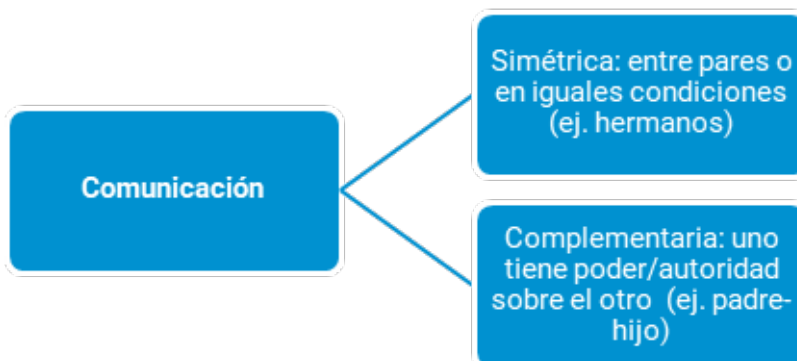 Comunicación
Simétrica: entre pares o
en iguales condiciones
(ej. hermanos)
Complementaria: uno
tiene poder/autoridad
sobre el otro (ej. padre-
hijo)